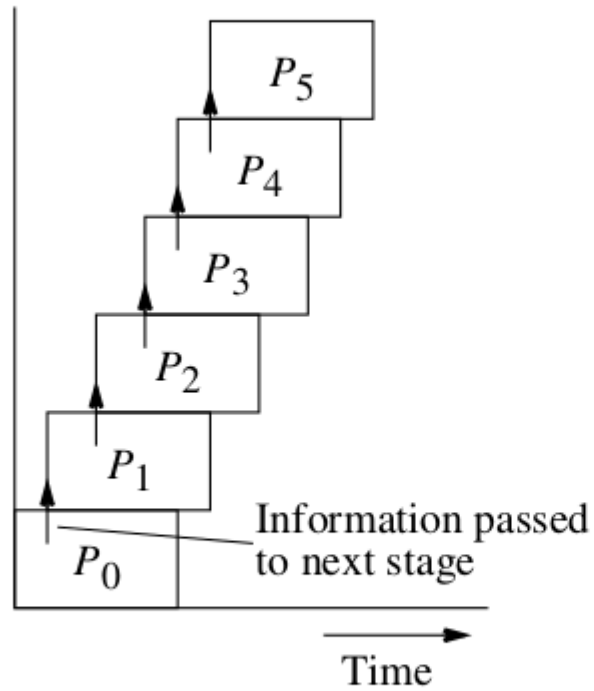 P5
P4
P3
P2
P1
P0
Information passed
to next stage
Time